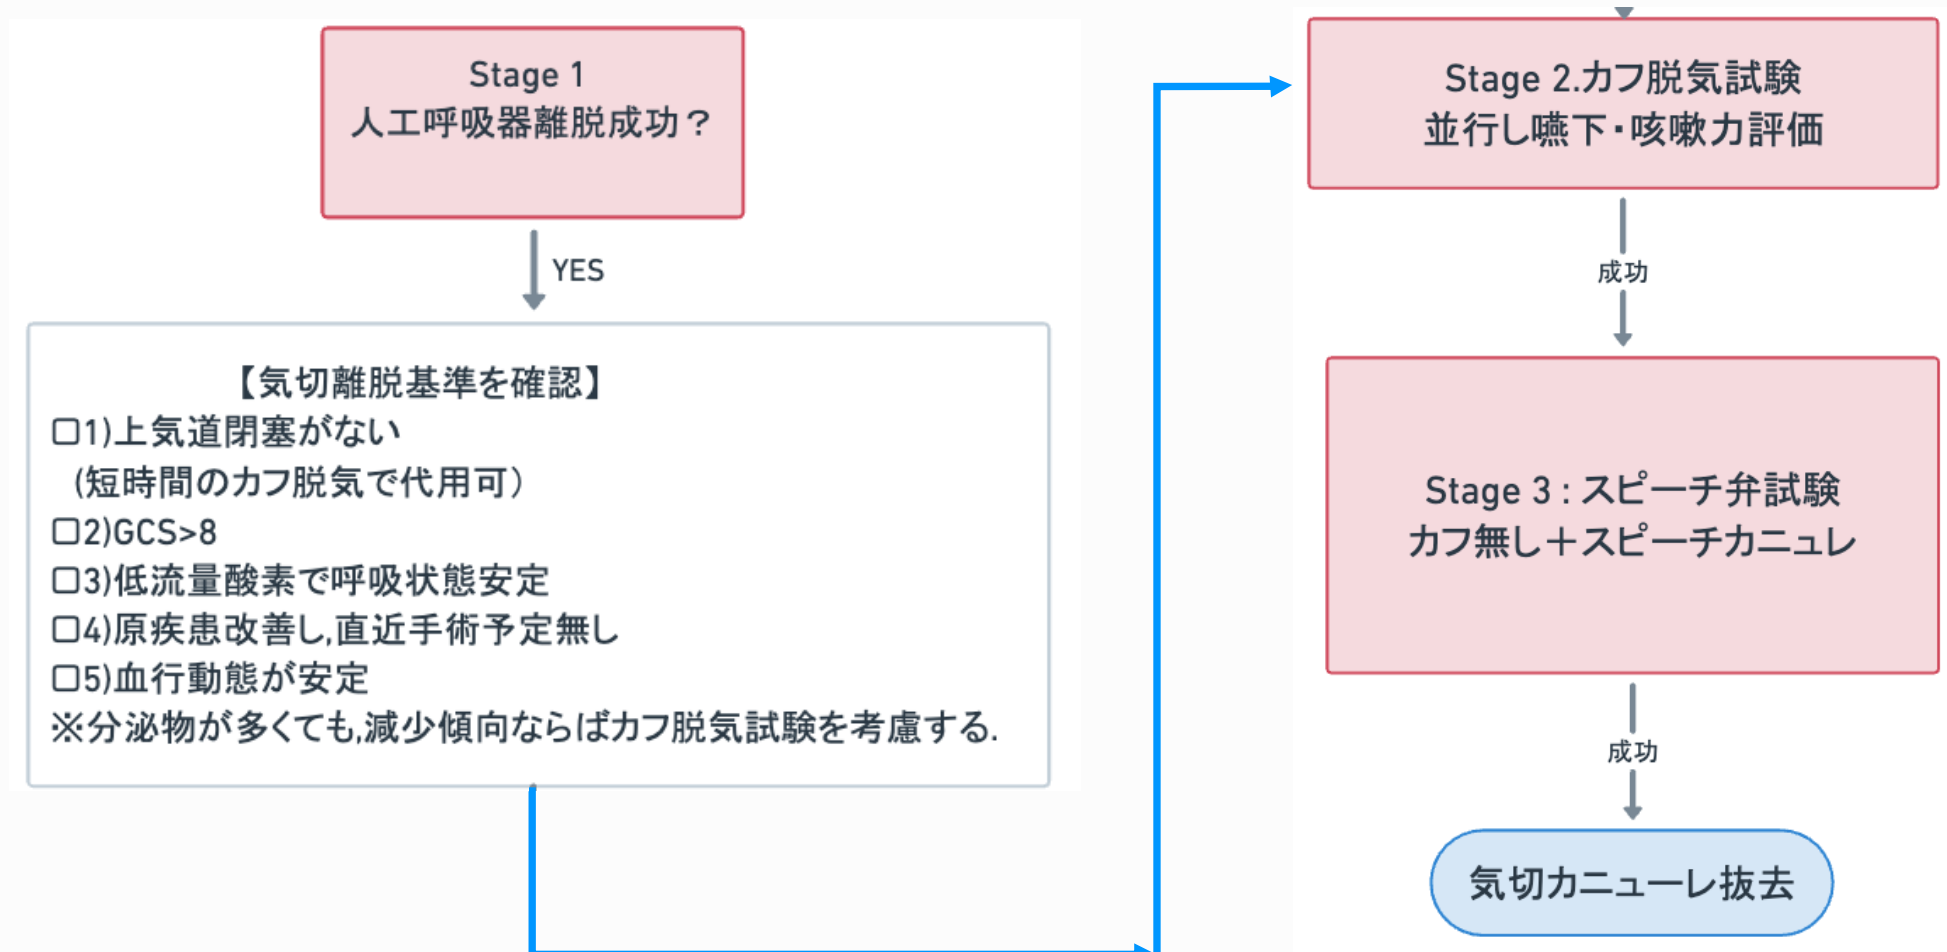 Stage 1
人工呼吸器離脱成功？
YES
【気切離脱基準を確認】
□1)上気道閉塞がない
(短時間のカフ脱気で代用可)
□2)GCS>8
□3)低流量酸素で呼吸状態安定
□4)原疾患改善し,直近手術予定無し
□5)血行動態が安定
※分泌物が多くても,減少傾向ならばカフ脱気試験を考慮する.
Stage 2.カフ脱気試験
並行し嚥下・咳嗽力評価
成功
Stage 3 : スピーチ弁試験
カフ無し＋スピーチカニュレ
成功
気切カニューレ抜去